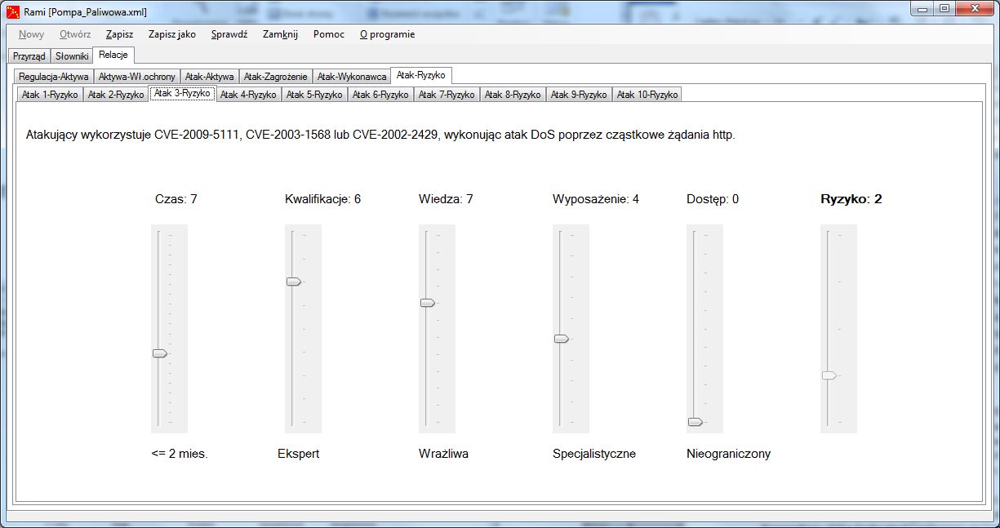 Rami [Pompa_Paliwowa.xml]
Nowy Otwórz Zapisz Zapisz jako Sprawdź Zamknij Pomoc O programie
Przyrząd Słowniki Relacje
Regulacja-Aktywa Aktywa-Wł.ochrony Atak-Aktywa Atak-Zagrożenie Atak-Wykonawca Atak-Ryzyko
Atak 1-Ryzyko Atak 2-Ryzyko Atak 3-Ryzyko Atak 4-Ryzyko Atak 5-Ryzyko Atak 6-Ryzyko Atak 7-Ryzyko Atak 8-Ryzyko Atak 9-Ryzyko Atak 10-Ryzyko
Atakujący wykorzystuje CVE-2009-5111, CVE-2003-1568 lub CVE-2002-2429, wykonując atak DoS poprzez cząstkowe żądania http.
Czas: 7 Kwalifikacje: 6 Wiedza: 7 Wyposażenie: 4 Dostęp: 0 Ryzyko: 2
<= 2 mies. Ekspert Wrażliwa Specjalistyczne Nieograniczony